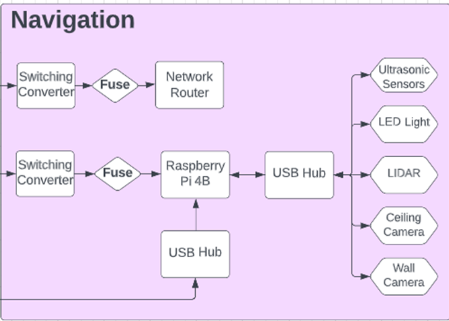 Navigation
Switching
Converter
Fuse
Network
Router
Ultrasonic
Sensors
LED Light
Switching
Converter
Fuse
Raspberry
Pi 4B
USB Hub
LIDAR
Ceiling
Camera
USB Hub
Wall
Camera